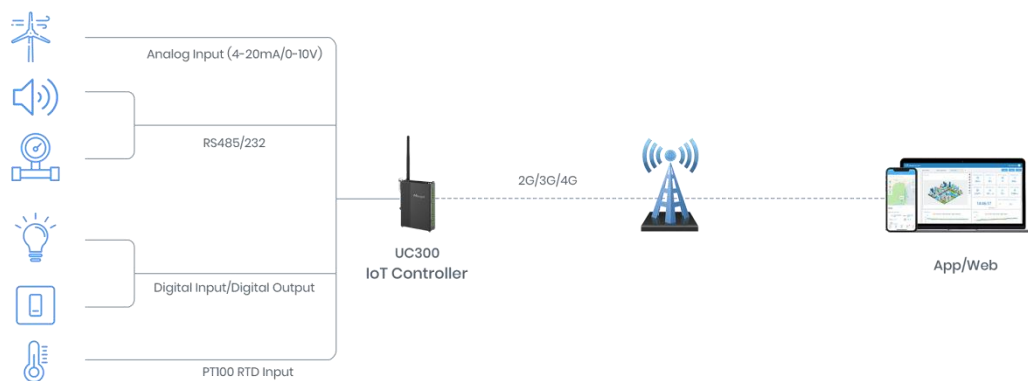 Analog Input (4-20mA/0-10V)
RS485/232
2G/3G/4G
UC300
IoT Controller
App/Web
Digital Input/Digital Output
PT100 RTD Input